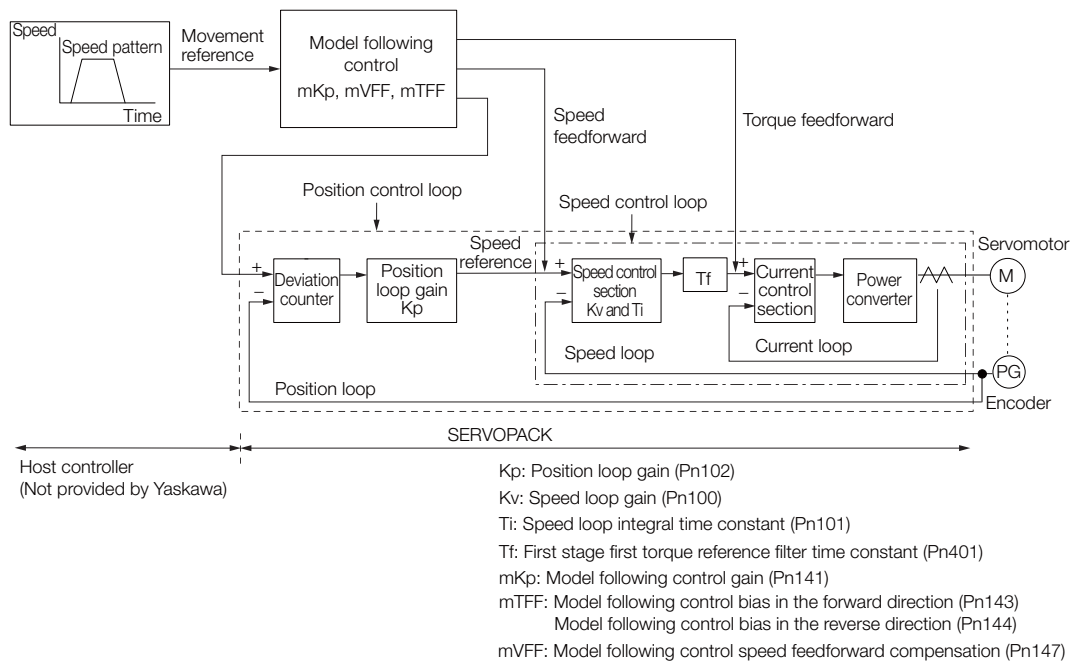 Speed
Speed pattern
Time
Movement
reference
Model following
control
mKp, mVFF, mTFF
Speed
feedforward
Torque feedforward
Position control loop
Speed control loop
Speed
reference
Servomotor
+
−
Deviation
counter
Position
loop gain
Kp
+
−
Speed control
section
Kv and Ti
Tf
+
−
Current
control
section
Power
converter
M
Speed loop
Current loop
PG
Position loop
Encoder
SERVOPACK
Host controller
(Not provided by Yaskawa)
Kp: Position loop gain (Pn102)
Kv: Speed loop gain (Pn100)
Ti: Speed loop integral time constant (Pn101)
Tf: First stage first torque reference filter time constant (Pn401)
mKp: Model following control gain (Pn141)
mTFF: Model following control bias in the forward direction (Pn143)
Model following control bias in the reverse direction (Pn144)
mVFF: Model following control speed feedforward compensation (Pn147)